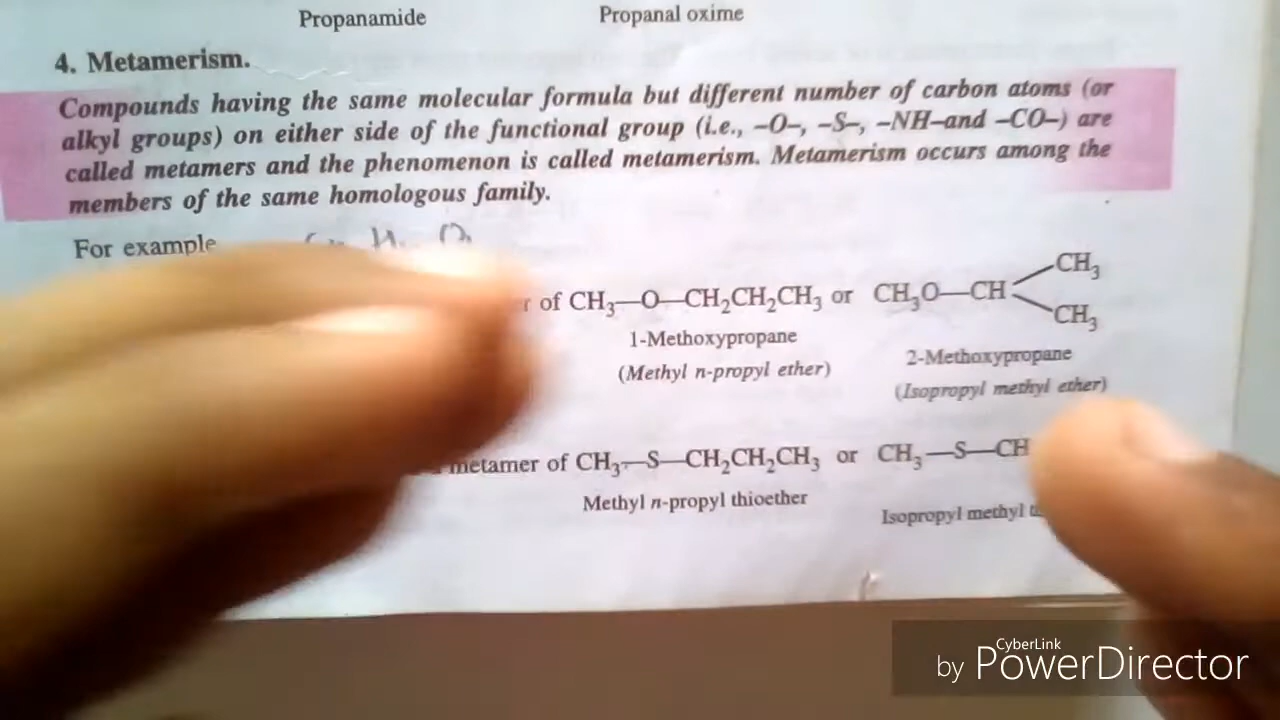 Propanamide Propanal oxime
4. Metamerism.
Compounds having the same molecular formula but different number of carbon atoms (or
alkyl groups) on either side of the functional group (i.e., –O–, –S–, –NH–and –CO–) are
called metamers and the phenomenon is called metamerism. Metamerism occurs among the
members of the same homologous family.
For example
CH₃
of CH₃—O—CH₂CH₂CH₃ or CH₃O—CH
CH₃
1-Methoxypropane 2-Methoxypropane
(Methyl n-propyl ether) (Isopropyl methyl ether)
metamer of CH₃—S—CH₂CH₂CH₃ or CH₃—S—CH
Methyl n-propyl thioether Isopropyl methyl
CyberLink
by PowerDirector